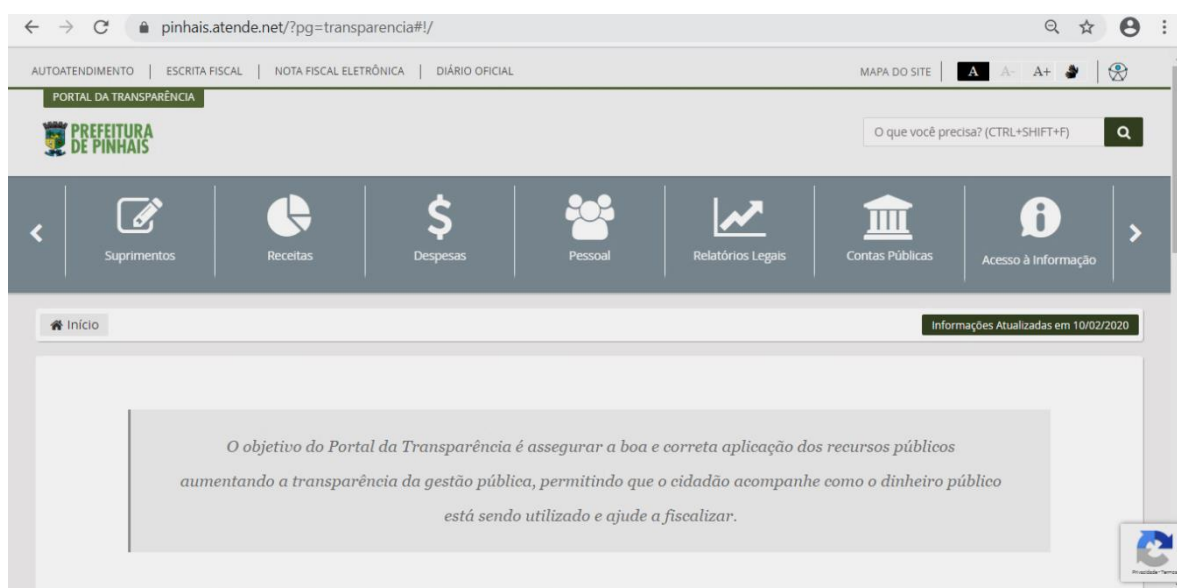 pinhais.atende.net/?pg=transparencia#!/
AUTOATENDIMENTO | ESCRITA FISCAL | NOTA FISCAL ELETRÔNICA | DIÁRIO OFICIAL
MAPA DO SITE | A A- A+
PORTAL DA TRANSPARÊNCIA
PREFEITURA
DE PINHAIS
O que você precisa? (CTRL+SHIFT+F)
Suprimentos
Receitas
Despesas
Pessoal
Relatórios Legais
Contas Públicas
Acesso à Informação
Início
Informações Atualizadas em 10/02/2020
O objetivo do Portal da Transparência é assegurar a boa e correta aplicação dos recursos públicos
aumentando a transparência da gestão pública, permitindo que o cidadão acompanhe como o dinheiro público
está sendo utilizado e ajude a fiscalizar.
Privacidade - Termos